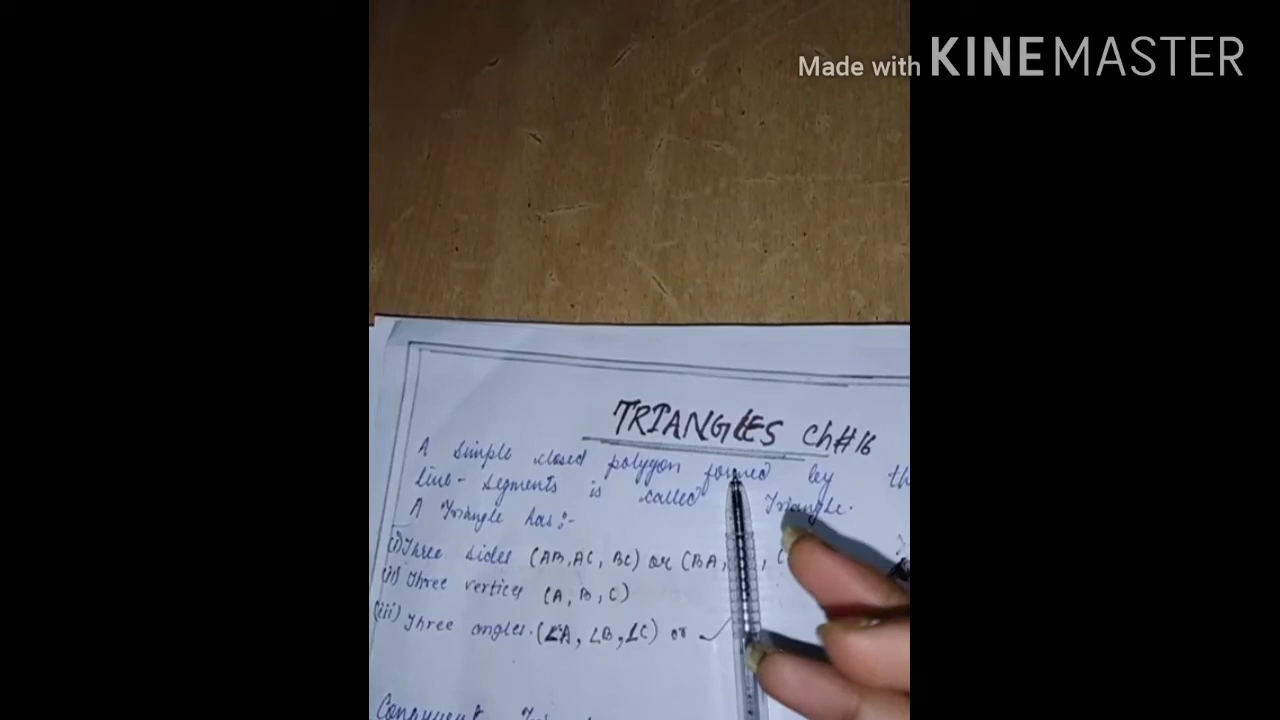 Made with KINEMASTER
TRIANGLES Ch#16
A simple closed polygon formed by
line-segments is called Triangle.
A Triangle has:-
(i) Three sides (AB, AC, BC) or (BA,
(ii) Three vertices (A, B, C)
(iii) Three angles. (∠A, ∠B, ∠C) or